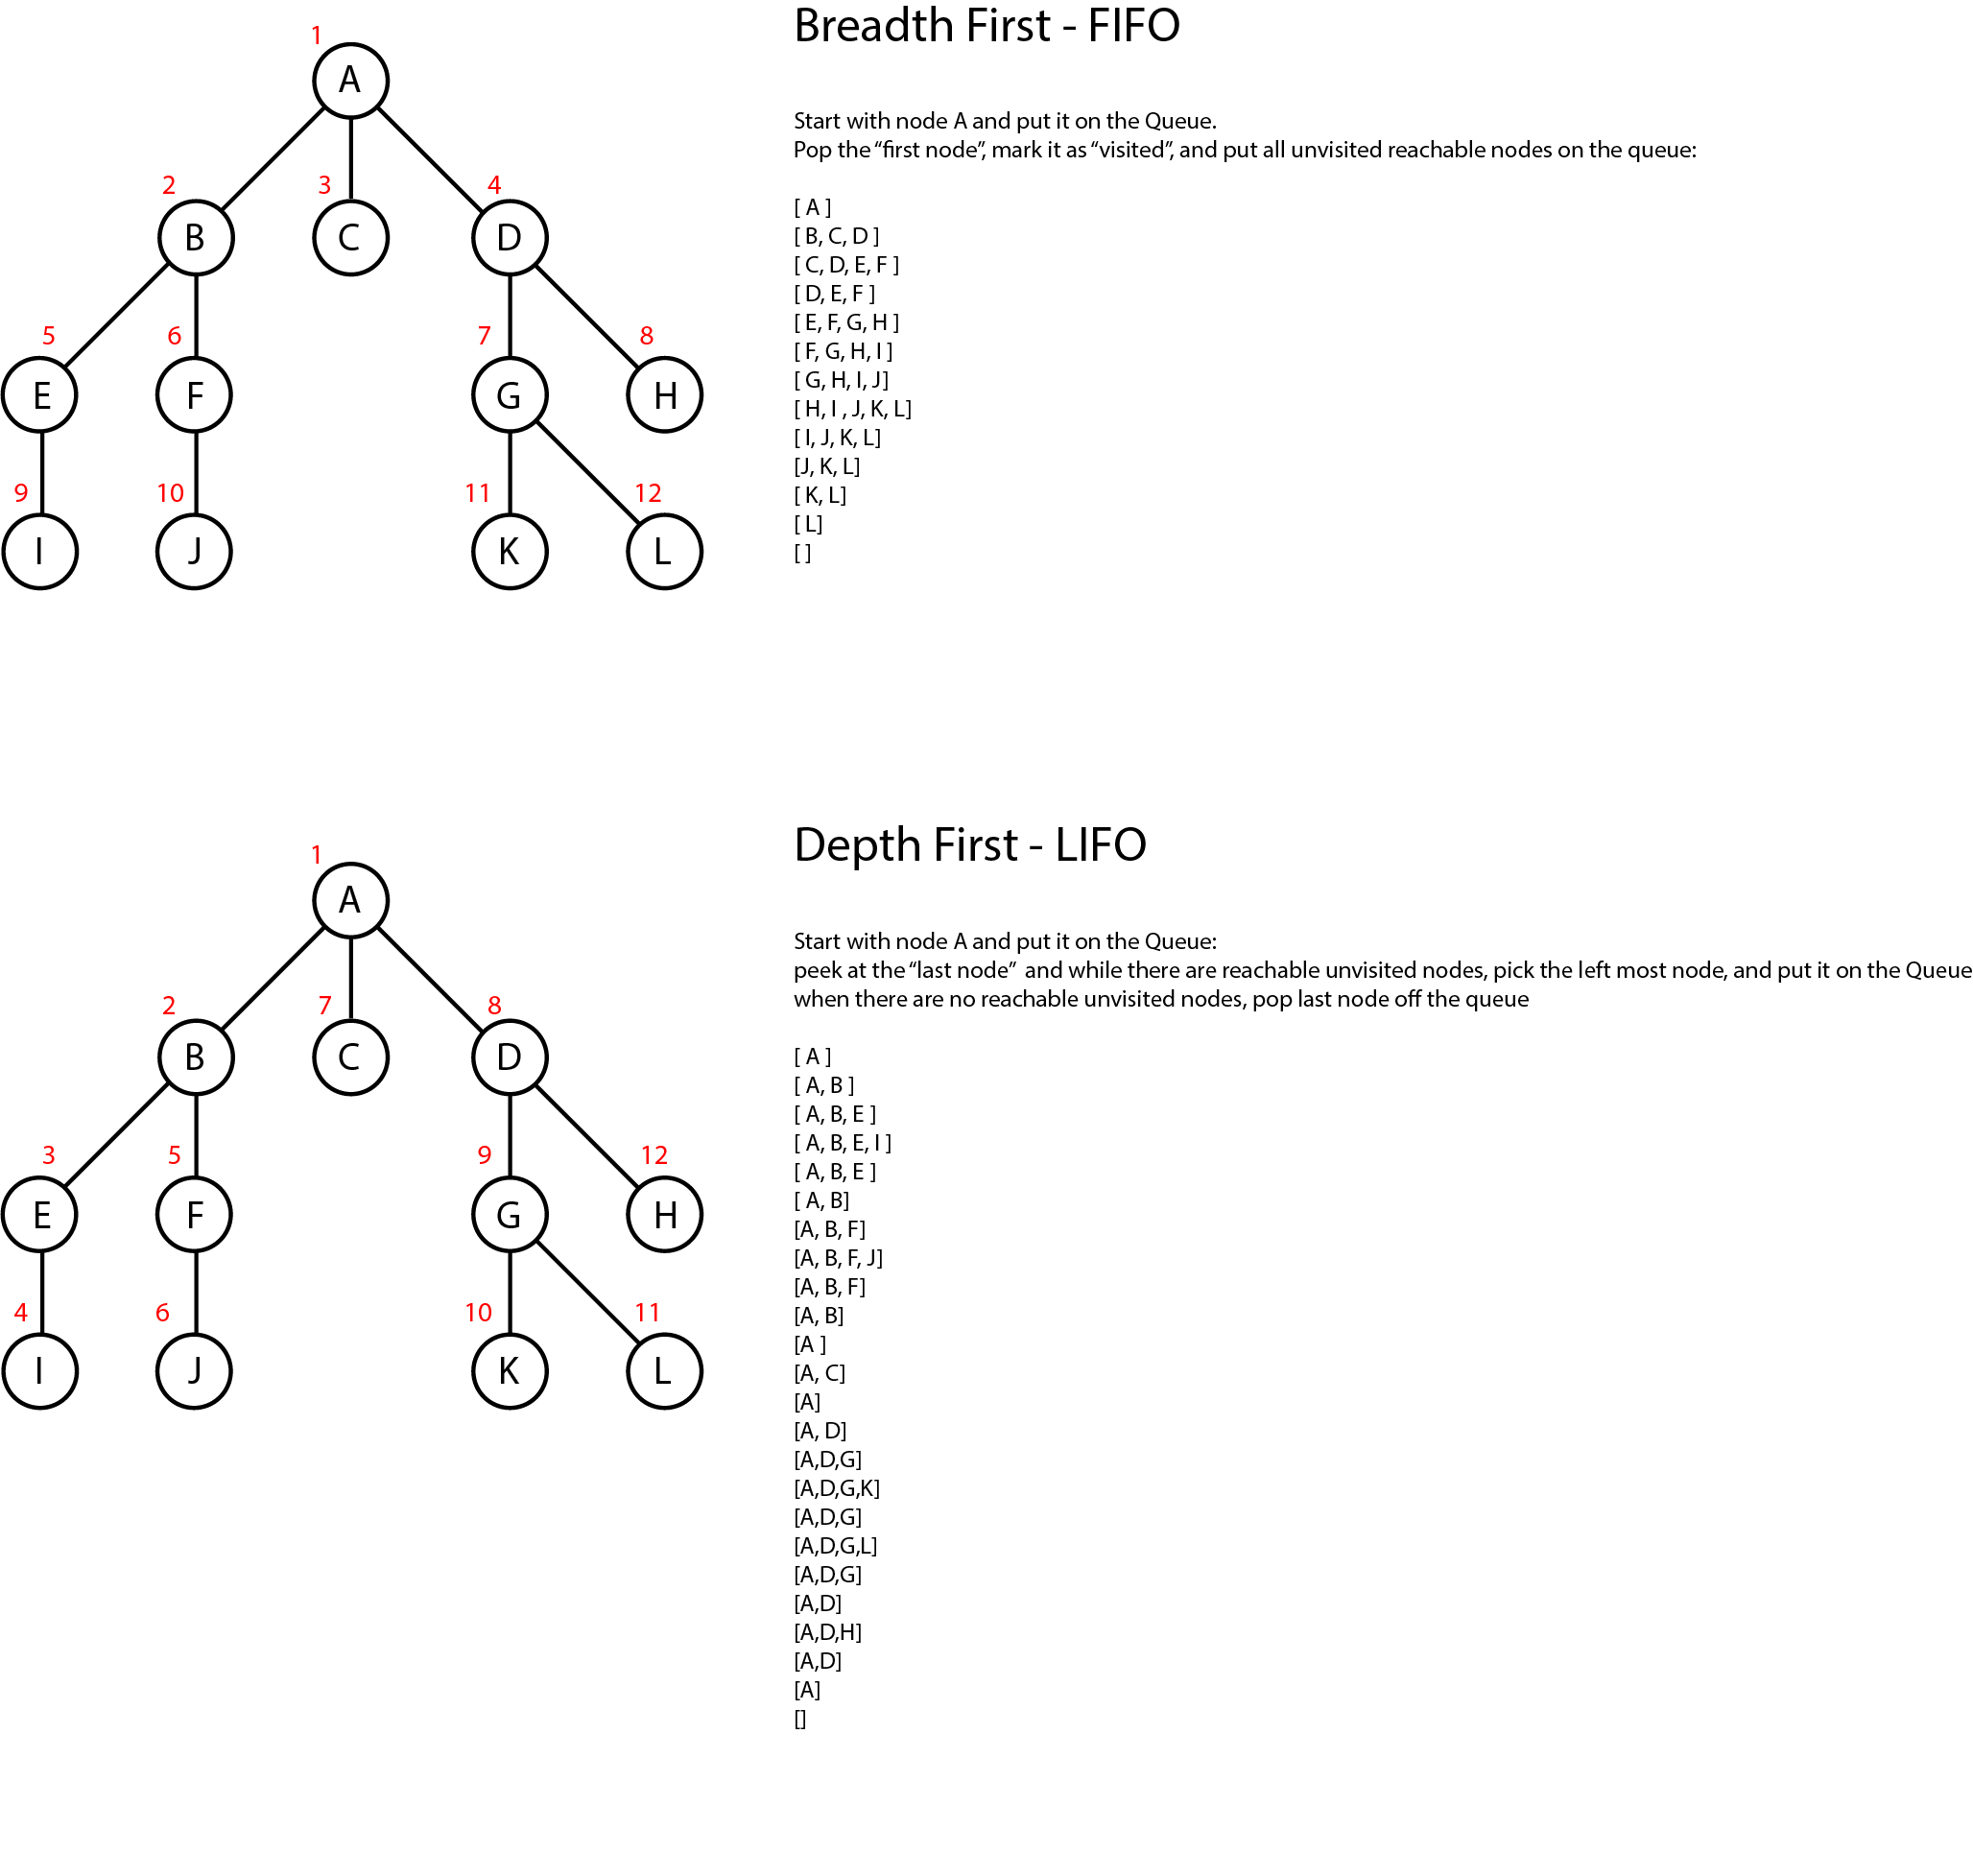 Breadth First - FIFO
Start with node A and put it on the Queue.
Pop the “first node”, mark it as “visited”, and put all unvisited reachable nodes on the queue:
[ A ]
[ B, C, D ]
[ C, D, E, F ]
[ D, E, F ]
[ E, F, G, H ]
[ F, G, H, I ]
[ G, H, I, J]
[ H, I , J, K, L]
[ I, J, K, L]
[J, K, L]
[ K, L]
[ L]
[ ]
1
A
2 3 4
B C D
5 6 7 8
E F G H
9 10 11 12
I J K L
Depth First - LIFO
Start with node A and put it on the Queue:
peek at the “last node” and while there are reachable unvisited nodes, pick the left most node, and put it on the Queue
when there are no reachable unvisited nodes, pop last node off the queue
[ A ]
[ A, B ]
[ A, B, E ]
[ A, B, E, I ]
[ A, B, E ]
[ A, B]
[A, B, F]
[A, B, F, J]
[A, B, F]
[A, B]
[A ]
[A, C]
[A]
[A, D]
[A,D,G]
[A,D,G,K]
[A,D,G]
[A,D,G,L]
[A,D,G]
[A,D]
[A,D,H]
[A,D]
[A]
[]
1
A
2 7 8
B C D
3 5 9 12
E F G H
4 6 10 11
I J K L